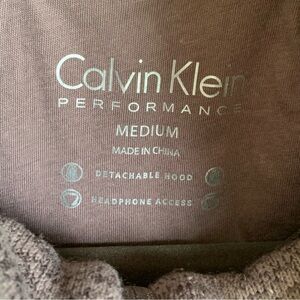 Calvin Klein
PERFORMANCE
MEDIUM
MADE IN CHINA
DETACHABLE HOOD
HEADPHONE ACCESS